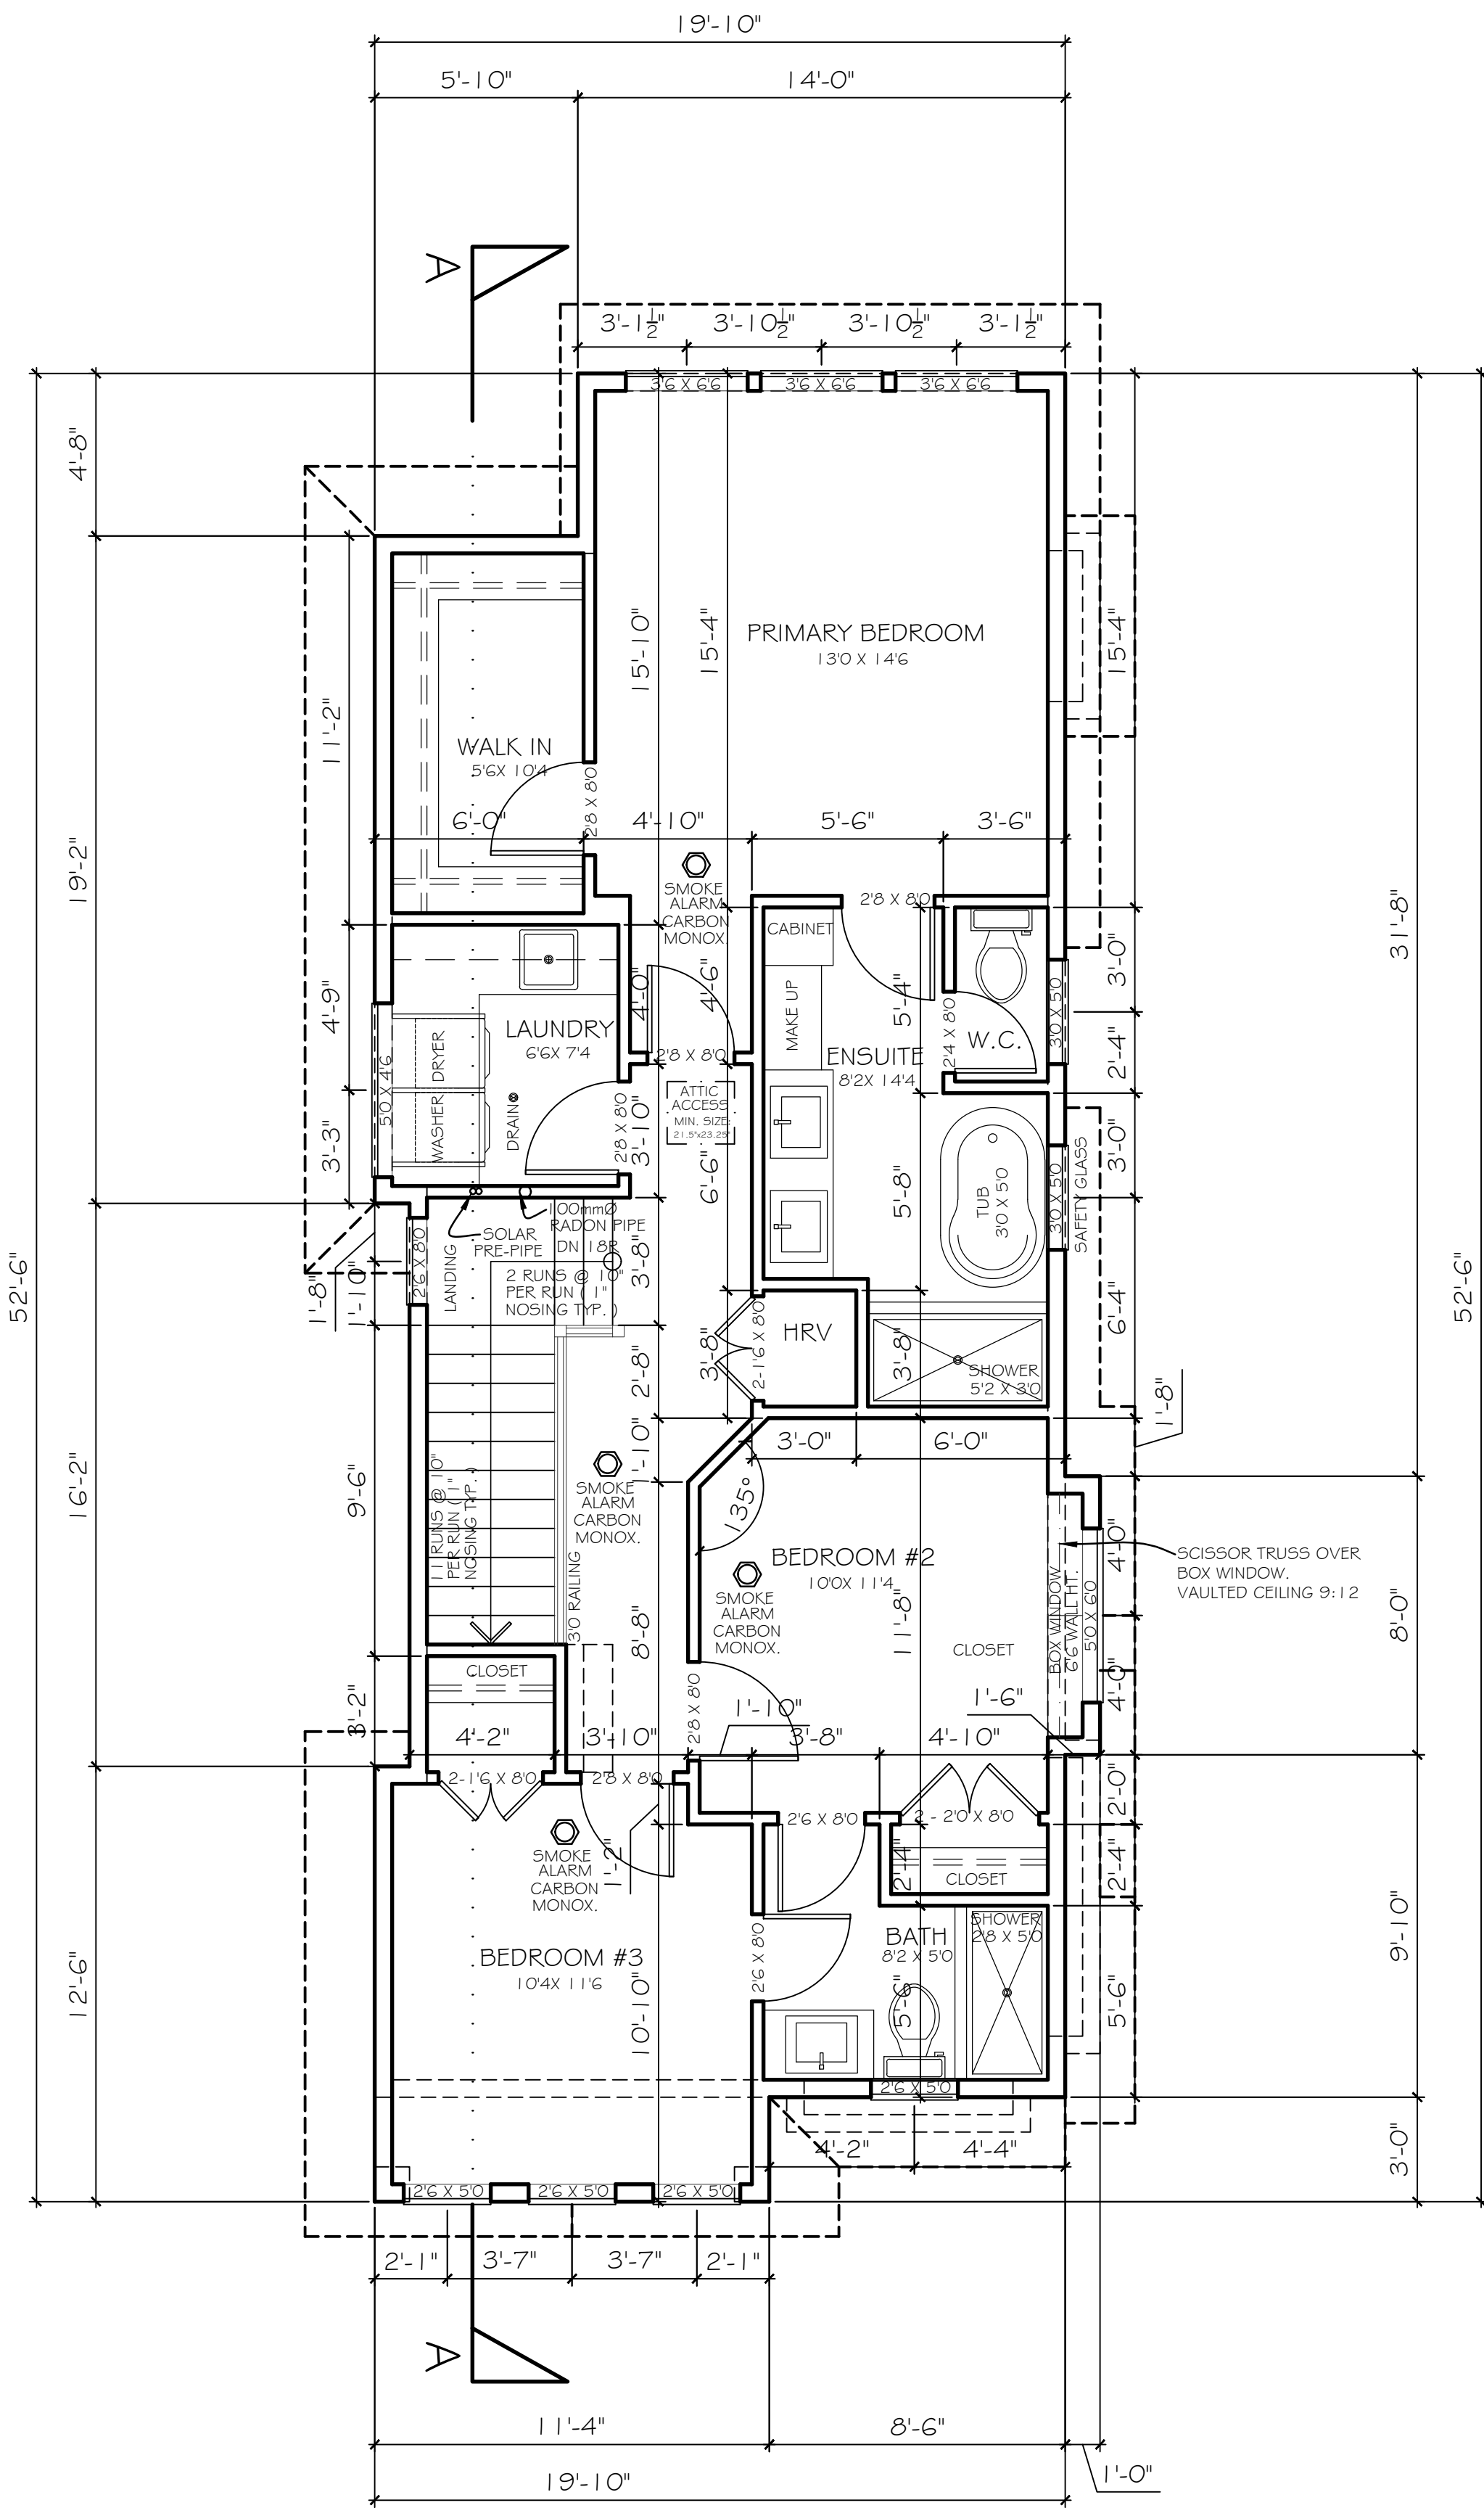 19'-10"
5'-10"
14'-0"
A
3'-1½"
3'-10½"
3'-10½"
3'-1½"
3'6 X 6'6
3'6 X 6'6
3'6 X 6'6
4'-8"
15'-10"
15'-4"
PRIMARY BEDROOM
13'0 X 14'6
15'-4"
11'-2"
WALK IN
5'6X 10'4
2'8 X 8'0
19'-2"
6'-0"
4'-10"
5'-6"
3'-6"
31'-8"
SMOKE
ALARM
CARBON
MONOX.
2'8 X 8'0
CABINET
3'-0"
4'-9"
4'-0"
4'-6"
5'-4"
MAKE UP
LAUNDRY
6'6X 7'4
ENSUITE
8'2X 14'4
2'4 X 8'0
W.C.
3'0 X 5'0
2'-4"
5'0 X 4'6
DRYER
WASHER
DRAIN
2'8 X 8'0
2'8 X 8'0
ATTIC
ACCESS
MIN. SIZE:
21.5"x23.25"
3'-3"
3'-10"
6'-6"
5'-8"
TUB
3'0 X 5'0
3'0 X 5'0
SAFETY GLASS
3'-0"
100mmØ
RADON PIPE
SOLAR
PRE-PIPE
DN 18R
2 RUNS @ 10"
PER RUN ( 1"
NOSING TYP. )
LANDING
2'6 X 8'0
52'-6"
52'-6"
1'-8"
1'-10"
3'-8"
6'-4"
HRV
2-1'6 X 8'0
2'-8"
3'-8"
3'-8"
SHOWER
5'2 X 3'0
1'-8"
1'-10"
3'-0"
6'-0"
16'-2"
9'-6"
11 RUNS @ 10"
PER RUN ( 1"
NOSING TYP. )
SMOKE
ALARM
CARBON
MONOX.
135°
3'0 RAILING
BEDROOM #2
10'0X 11'4
SMOKE
ALARM
CARBON
MONOX.
4'-0"
SCISSOR TRUSS OVER
BOX WINDOW.
VAULTED CEILING 9:12
BOX WINDOW
6'6 WALL HT.
5'0 X 6'0
8'-8"
11'-8"
8'-0"
CLOSET
CLOSET
3'-2"
2'8 X 8'0
1'-10"
1'-6"
4'-0"
4'-2"
3'-10"
3'-8"
4'-10"
2-1'6 X 8'0
2'8 X 8'0
2'6 X 8'0
2 - 2'0 X 8'0
2'-0"
SMOKE
ALARM
CARBON
MONOX.
1'-2"
2'-4"
CLOSET
2'-4"
BEDROOM #3
10'4X 11'6
2'6 X 8'0
BATH
8'2 X 5'0
SHOWER
2'8 X 5'0
9'-10"
12'-6"
10'-10"
5'-6"
5'-6"
2'6 X 5'0
4'-2"
4'-4"
3'-0"
2'6 X 5'0
2'6 X 5'0
2'6 X 5'0
2'-1"
3'-7"
3'-7"
2'-1"
A
11'-4"
8'-6"
1'-0"
19'-10"